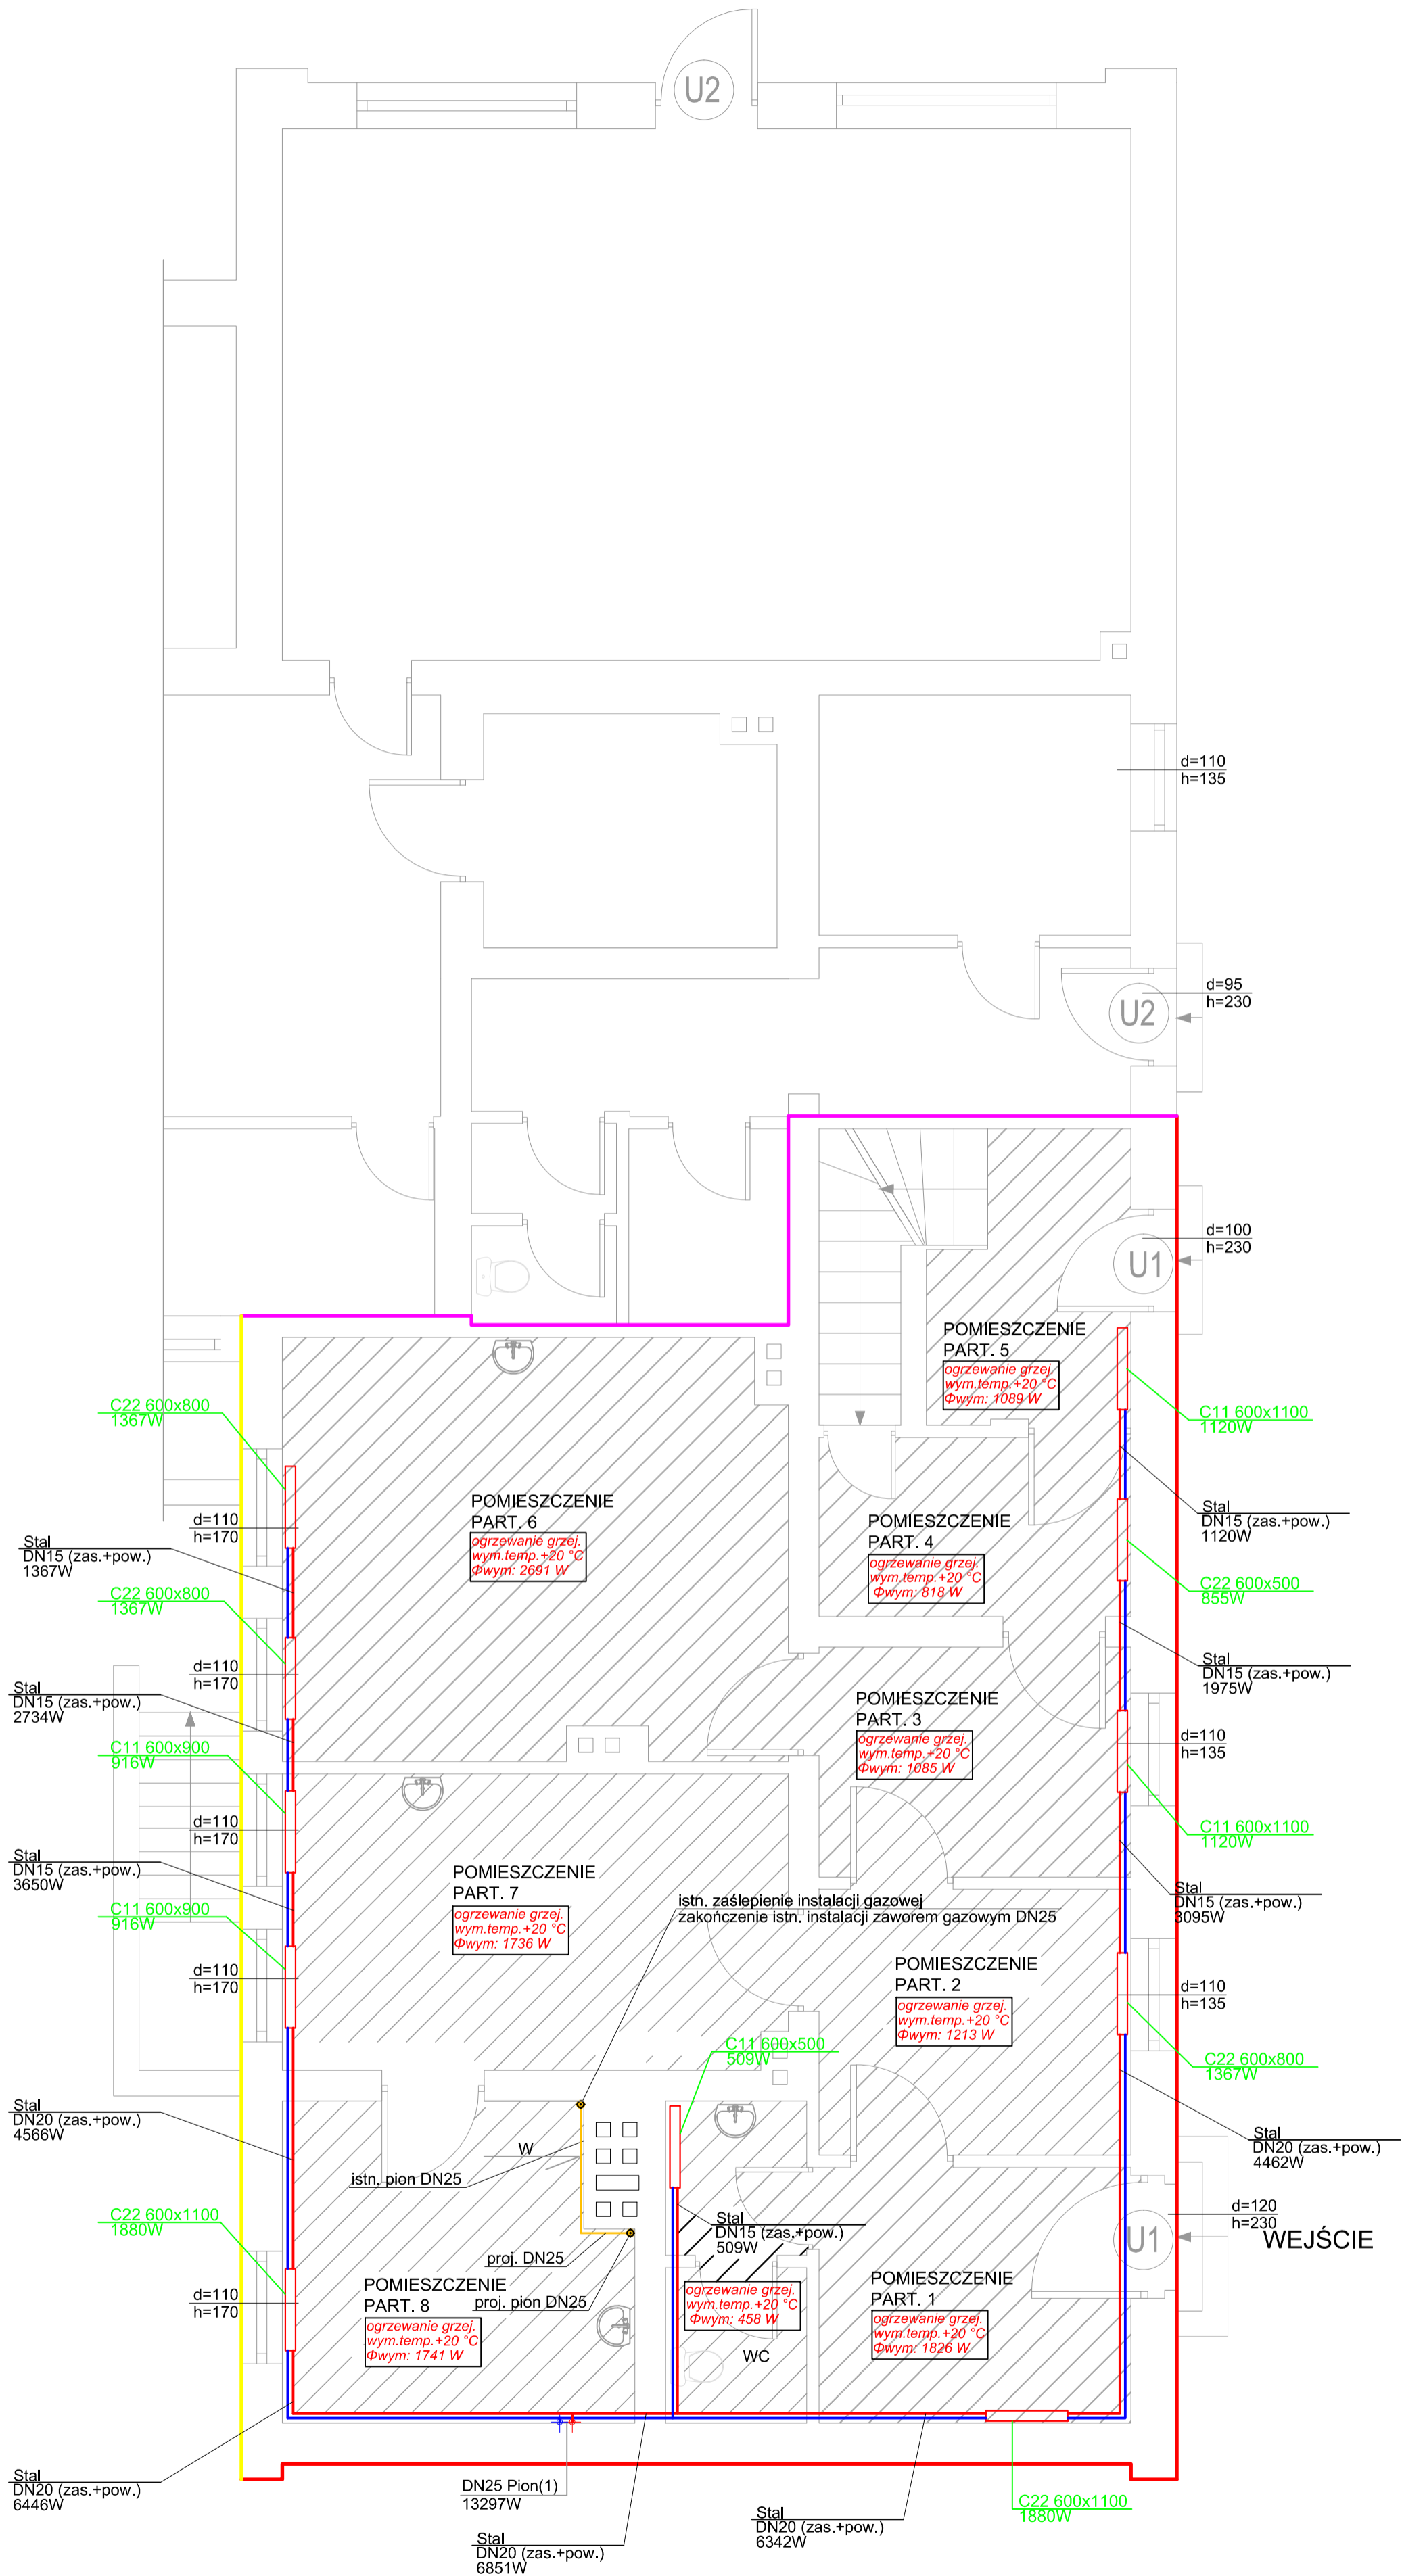 U2
d=110
h=135
d=95
h=230
U2
d=100
h=230
U1
POMIESZCZENIE
PART. 5
ogrzewanie grzej.
wym.temp.+20 °C
Φwym: 1089 W
C22 600x800
1367W
C11 600x1100
1120W
POMIESZCZENIE
PART. 6
ogrzewanie grzej.
wym.temp.+20 °C
Φwym: 2691 W
d=110
h=170
Stal
DN15 (zas.+pow.)
1367W
POMIESZCZENIE
PART. 4
ogrzewanie grzej.
wym.temp.+20 °C
Φwym: 818 W
Stal
DN15 (zas.+pow.)
1120W
C22 600x800
1367W
C22 600x500
855W
d=110
h=170
Stal
DN15 (zas.+pow.)
2734W
Stal
DN15 (zas.+pow.)
1975W
POMIESZCZENIE
PART. 3
ogrzewanie grzej.
wym.temp.+20 °C
Φwym: 1085 W
d=110
h=135
C11 600x900
916W
d=110
h=170
C11 600x1100
1120W
Stal
DN15 (zas.+pow.)
3650W
POMIESZCZENIE
PART. 7
ogrzewanie grzej.
wym.temp.+20 °C
Φwym: 1736 W
istn. zaślepienie instalacji gazowej
zakończenie istn. instalacji zaworem gazowym DN25
Stal
DN15 (zas.+pow.)
3095W
C11 600x900
916W
d=110
h=170
POMIESZCZENIE
PART. 2
ogrzewanie grzej.
wym.temp.+20 °C
Φwym: 1213 W
d=110
h=135
C11 600x500
509W
C22 600x800
1367W
Stal
DN20 (zas.+pow.)
4566W
W
istn. pion DN25
Stal
DN20 (zas.+pow.)
4462W
C22 600x1100
1880W
Stal
DN15 (zas.+pow.)
509W
d=120
h=230
U1
WEJŚCIE
proj. DN25
proj. pion DN25
d=110
h=170
POMIESZCZENIE
PART. 8
ogrzewanie grzej.
wym.temp.+20 °C
Φwym: 1741 W
ogrzewanie grzej.
wym.temp.+20 °C
Φwym: 458 W
WC
POMIESZCZENIE
PART. 1
ogrzewanie grzej.
wym.temp.+20 °C
Φwym: 1826 W
Stal
DN20 (zas.+pow.)
6446W
DN25 Pion(1)
13297W
Stal
DN20 (zas.+pow.)
6851W
Stal
DN20 (zas.+pow.)
6342W
C22 600x1100
1880W